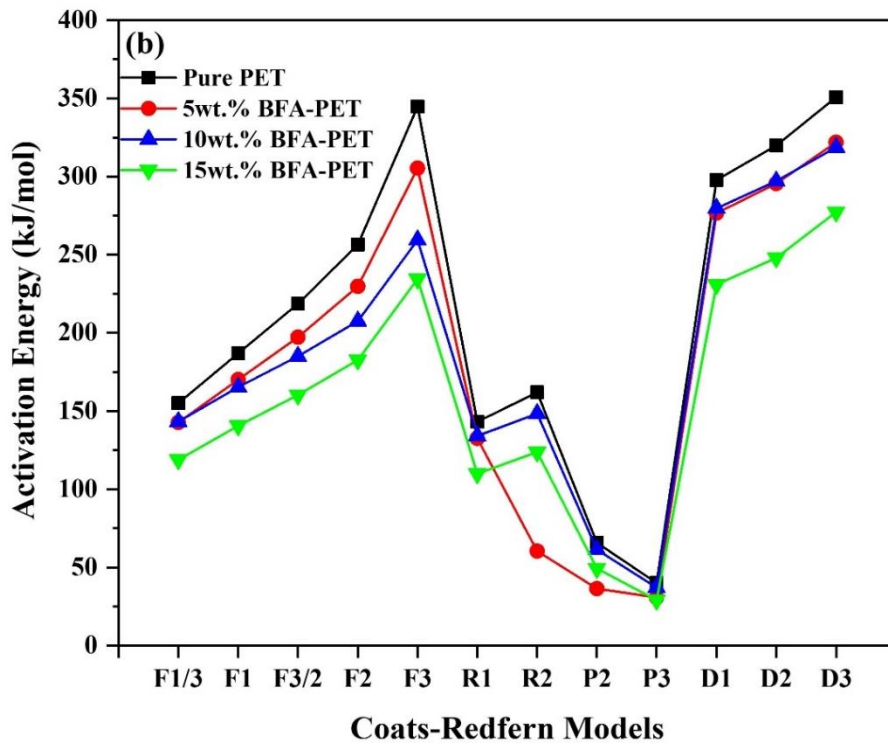 (b)
Pure PET
5wt.% BFA-PET
10wt.% BFA-PET
15wt.% BFA-PET
Activation Energy (kJ/mol)
400
350
300
250
200
150
100
50
0
F1/3 F1 F3/2 F2 F3 R1 R2 P2 P3 D1 D2 D3
Coats-Redfern Models